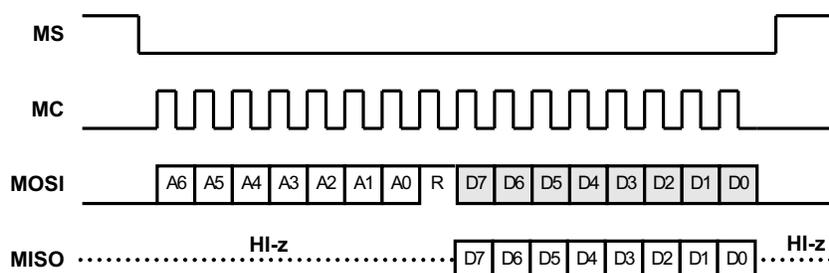 MS
MC
MOSI A6 A5 A4 A3 A2 A1 A0 R D7 D6 D5 D4 D3 D2 D1 D0
MISO HI-z D7 D6 D5 D4 D3 D2 D1 D0 HI-z